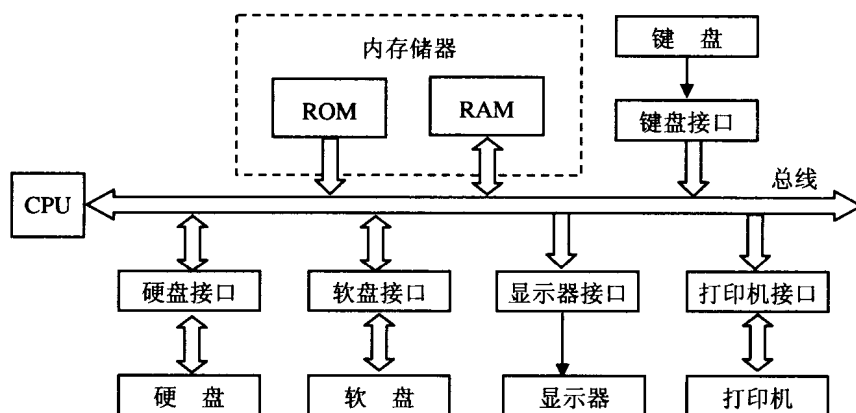 内存储器
键 盘
ROM
RAM
键盘接口
总线
CPU
硬盘接口
软盘接口
显示器接口
打印机接口
硬 盘
软 盘
显示器
打印机